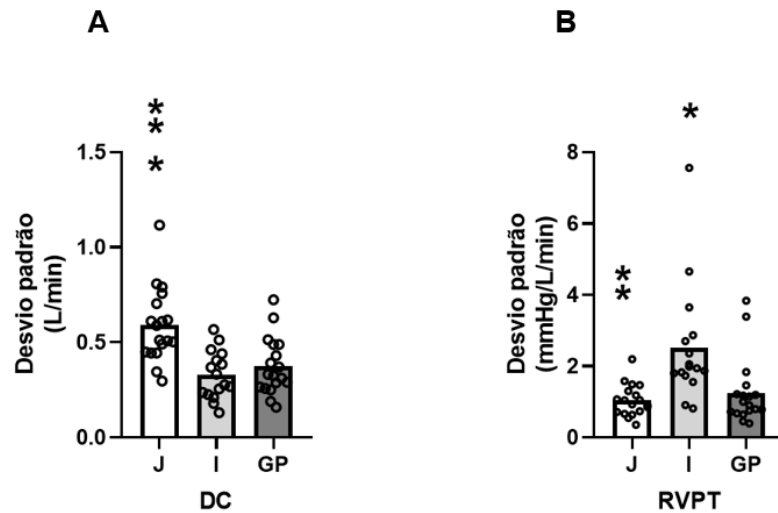 A
B
*
*
*
*
*
*
Desvio padrão
(L/min)
1.5
1.0
0.5
0.0
J I GP
DC
Desvio padrão
(mmHg/L/min)
8
6
4
2
0
J I GP
RVPT